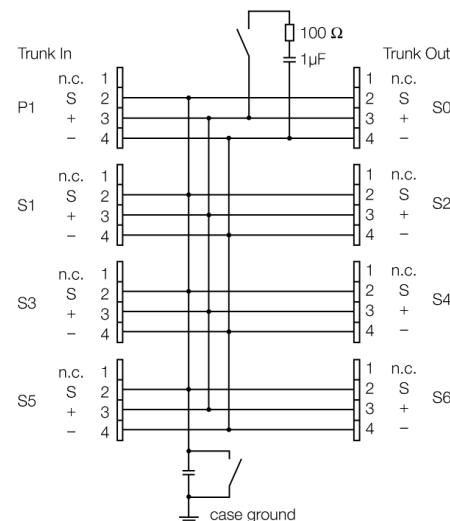 100 Ω
1µF
Trunk In
Trunk Out
n.c. 1
P1 S 2
+ 3
− 4
1 n.c.
2 S S0
3 +
4 −
n.c. 1
S1 S 2
+ 3
− 4
1 n.c.
2 S S2
3 +
4 −
n.c. 1
S3 S 2
+ 3
− 4
1 n.c.
2 S S4
3 +
4 −
n.c. 1
S5 S 2
+ 3
− 4
1 n.c.
2 S S6
3 +
4 −
case ground